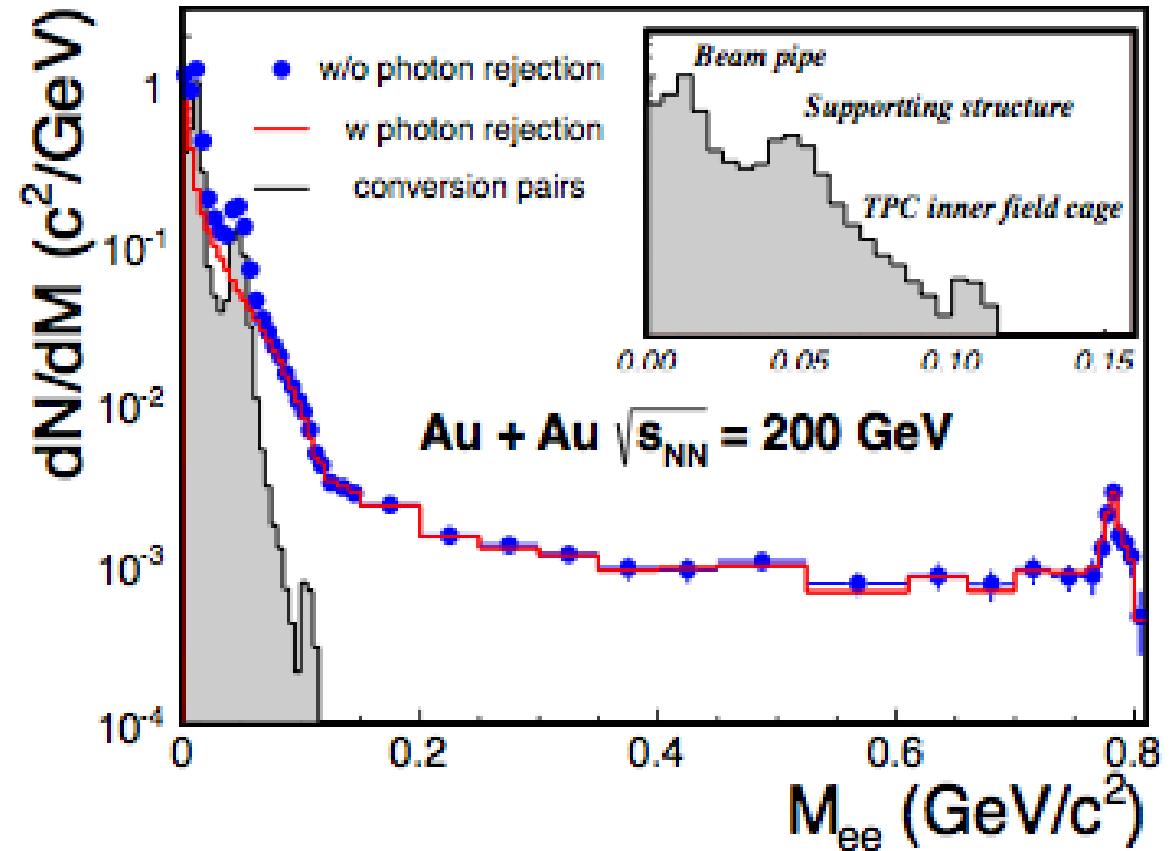 dN/dM (c²/GeV)
1
10⁻¹
10⁻²
10⁻³
10⁻⁴
w/o photon rejection
w photon rejection
conversion pairs
Beam pipe
Supportting structure
TPC inner field cage
0.00 0.05 0.10 0.15
Au + Au √s_NN = 200 GeV
0 0.2 0.4 0.6 0.8
M_ee (GeV/c²)